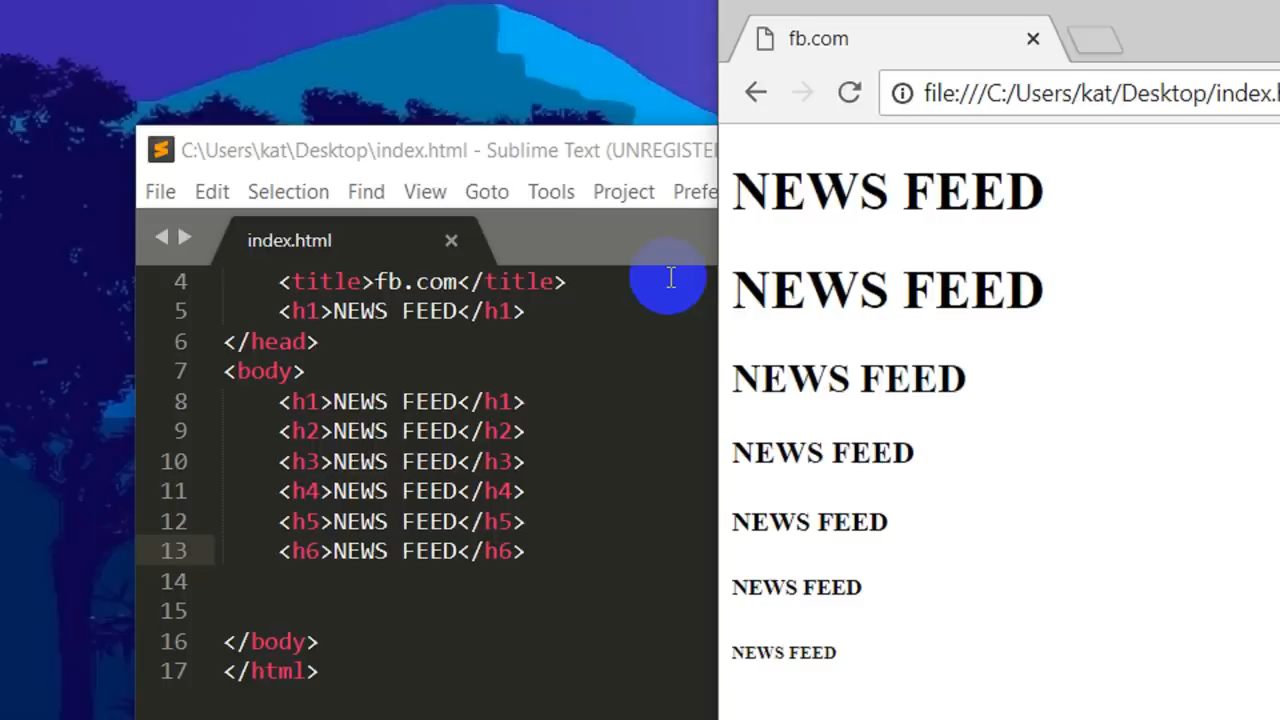 C:\Users\kat\Desktop\index.html - Sublime Text (UNREGISTE
File Edit Selection Find View Goto Tools Project Prefe
index.html
4 <title>fb.com</title>
5 <h1>NEWS FEED</h1>
6 </head>
7 <body>
8 <h1>NEWS FEED</h1>
9 <h2>NEWS FEED</h2>
10 <h3>NEWS FEED</h3>
11 <h4>NEWS FEED</h4>
12 <h5>NEWS FEED</h5>
13 <h6>NEWS FEED</h6>
14
15
16 </body>
17 </html>
fb.com
file:///C:/Users/kat/Desktop/index.h
NEWS FEED
NEWS FEED
NEWS FEED
NEWS FEED
NEWS FEED
NEWS FEED
NEWS FEED